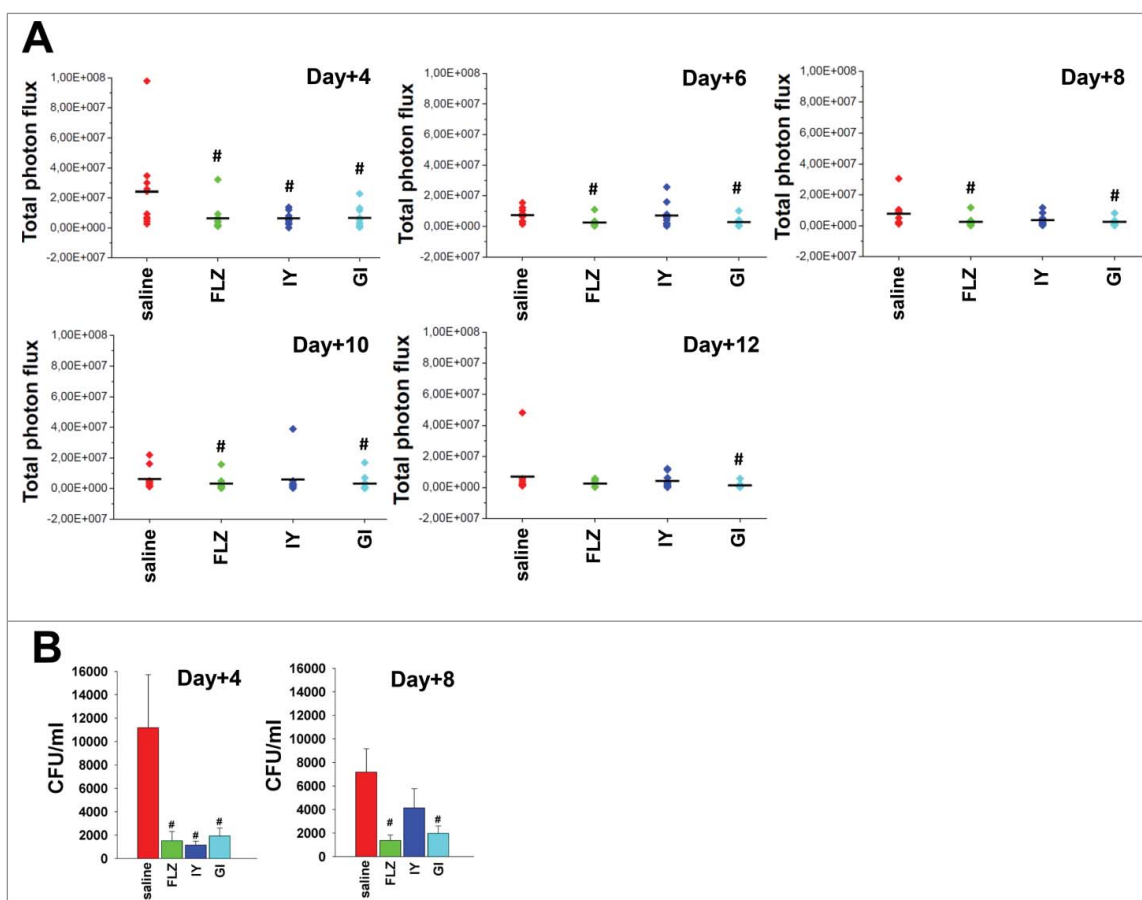 A
Day+4
Total photon flux
1,00E+008
8,00E+007
6,00E+007
4,00E+007
2,00E+007
0,00E+000
-2,00E+007
# # #
saline FLZ IY GI
Day+6
Total photon flux
1,00E+008
8,00E+007
6,00E+007
4,00E+007
2,00E+007
0,00E+000
-2,00E+007
# #
saline FLZ IY GI
Day+8
Total photon flux
1,00E+008
8,00E+007
6,00E+007
4,00E+007
2,00E+007
0,00E+000
-2,00E+007
# #
saline FLZ IY GI
Day+10
Total photon flux
1,00E+008
8,00E+007
6,00E+007
4,00E+007
2,00E+007
0,00E+000
-2,00E+007
# #
saline FLZ IY GI
Day+12
Total photon flux
1,00E+008
8,00E+007
6,00E+007
4,00E+007
2,00E+007
0,00E+000
-2,00E+007
#
saline FLZ IY GI
B
Day+4
CFU/ml
16000
14000
12000
10000
8000
6000
4000
2000
0
# # #
saline FLZ IY GI
Day+8
CFU/ml
16000
14000
12000
10000
8000
6000
4000
2000
0
# #
saline FLZ IY GI